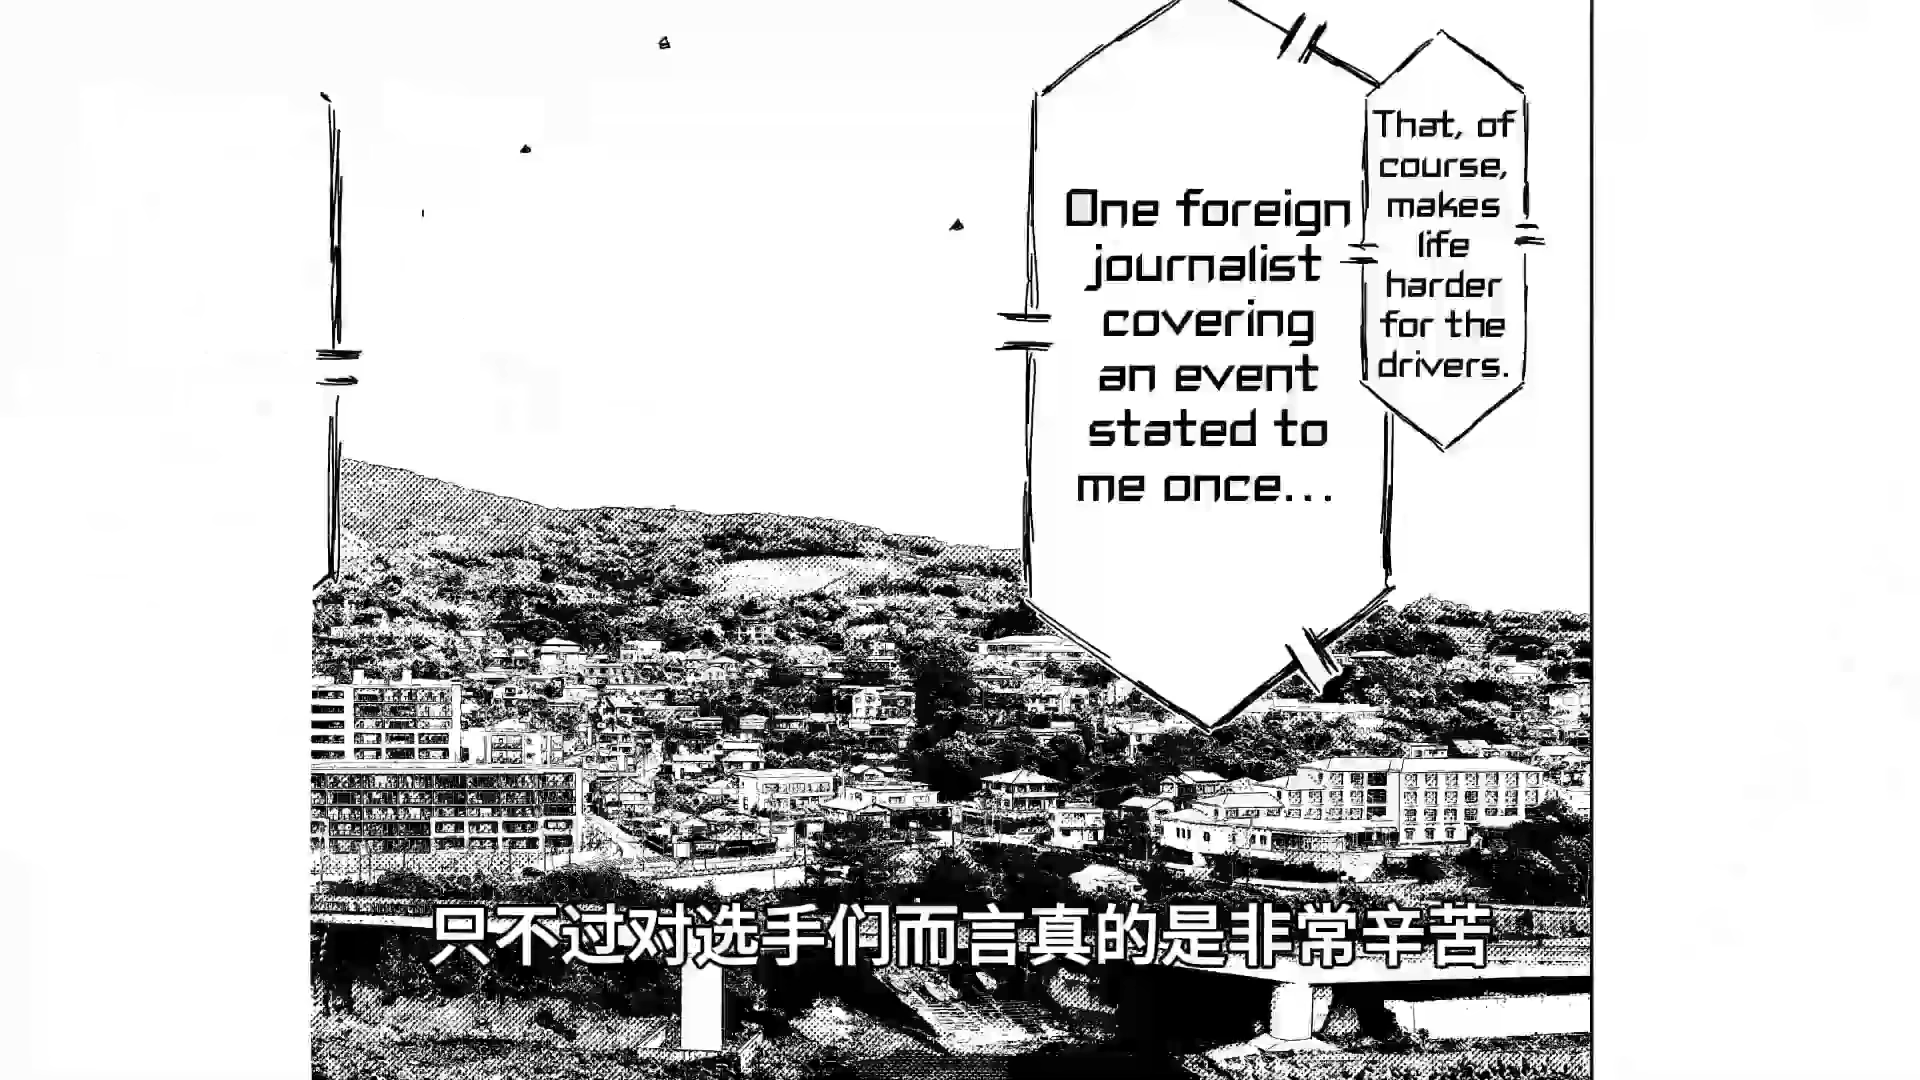 That, of
course,
makes
life
harder
for the
drivers.
One foreign
journalist
covering
an event
stated to
me once...
只不过对选手们而言真的是非常辛苦